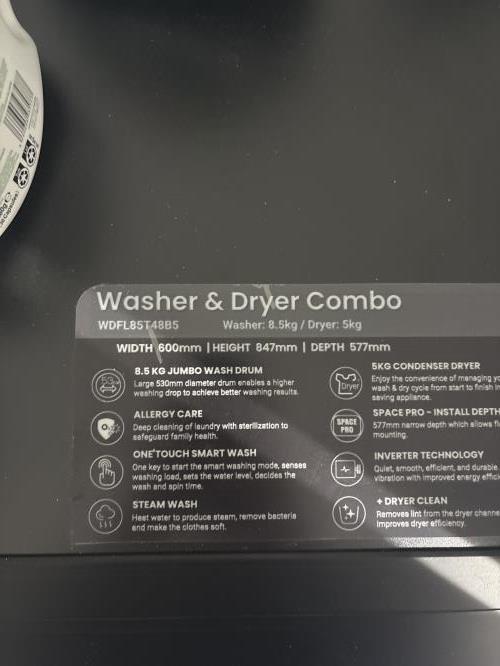 Washer & Dryer Combo
WDFL85T48B5 Washer: 8.5kg / Dryer: 5kg
WIDTH 600mm | HEIGHT 847mm | DEPTH 577mm
8.5 KG JUMBO WASH DRUM
Large 530mm diameter drum enables a higher
washing drop to achieve better washing results.
ALLERGY CARE
Deep cleaning of laundry with sterilization to
safeguard family health.
ONE TOUCH SMART WASH
One key to start the smart washing mode, senses
washing load, sets the water level, decides the
wash and spin time.
STEAM WASH
Heat water to produce steam, remove bacteria
and make the clothes soft.
Dryer
5KG CONDENSER DRYER
Enjoy the convenience of managing yo
wash & dry cycle from start to finish in
saving appliance.
SPACE
PRO
SPACE PRO - INSTALL DEPTH
577mm narrow depth which allows fl
mounting.
INVERTER TECHNOLOGY
Quiet, smooth, efficient, and durable,
vibration with improved energy effici
+ DRYER CLEAN
Removes lint from the dryer channe
improves dryer efficiency.